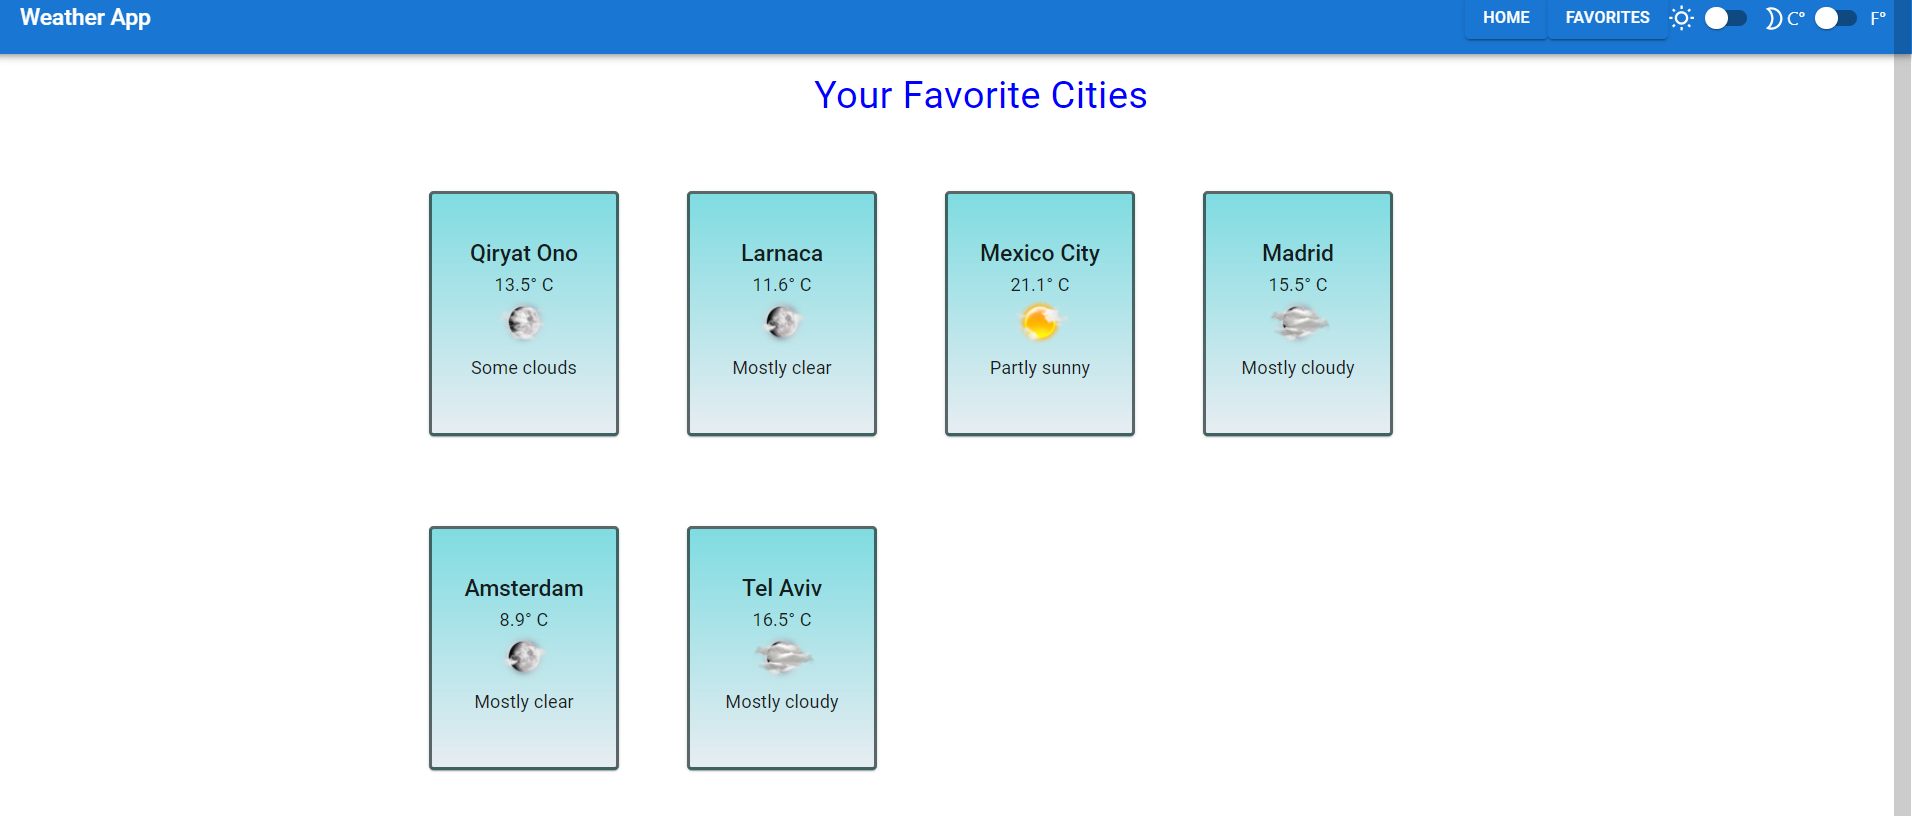 Weather App
HOME
FAVORITES
C°
F°
Your Favorite Cities
Qiryat Ono
13.5° C
Some clouds
Larnaca
11.6° C
Mostly clear
Mexico City
21.1° C
Partly sunny
Madrid
15.5° C
Mostly cloudy
Amsterdam
8.9° C
Mostly clear
Tel Aviv
16.5° C
Mostly cloudy